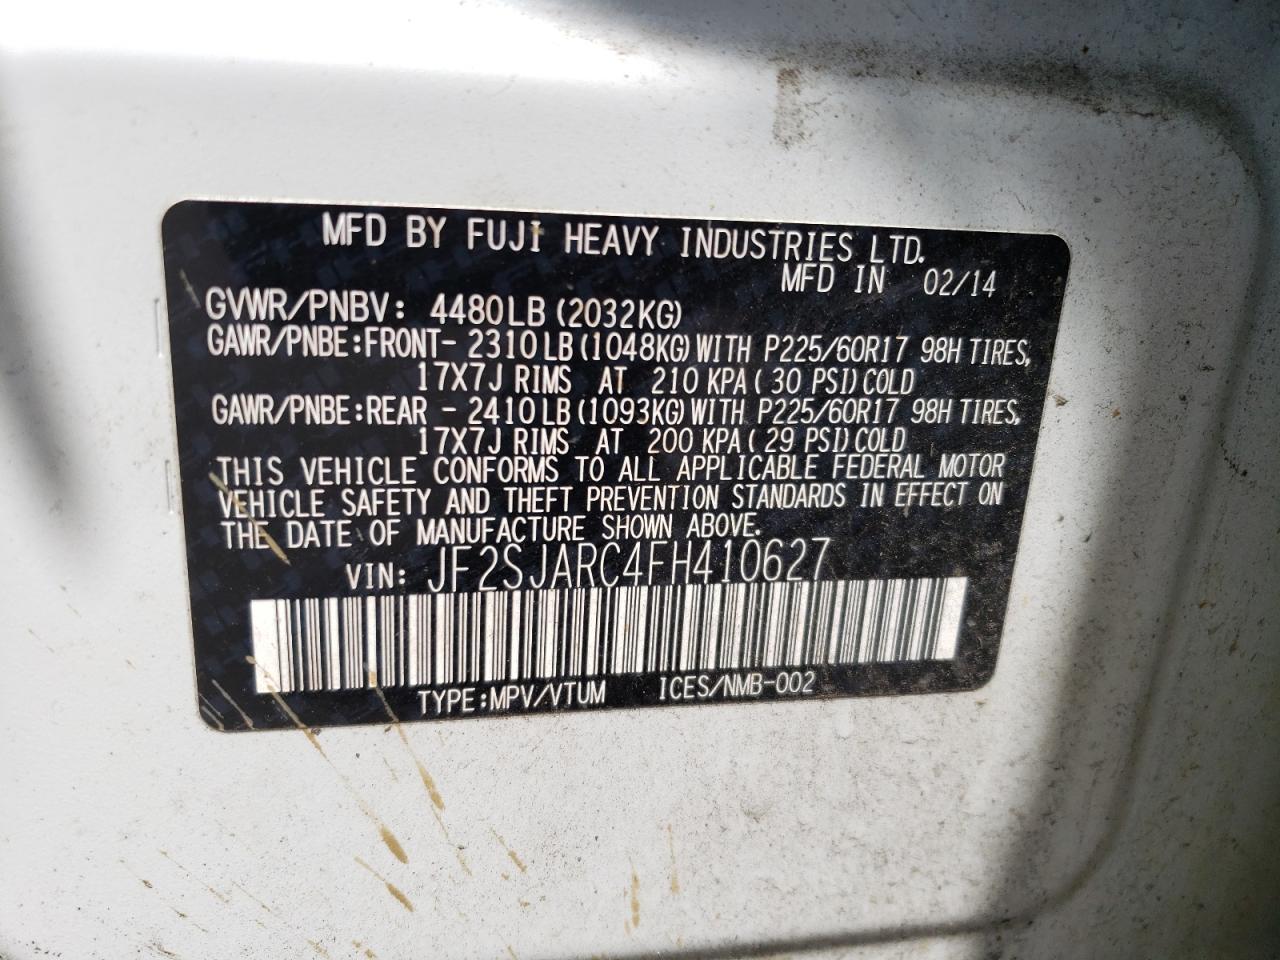 MFD BY FUJI HEAVY INDUSTRIES LTD.
MFD IN 02/14
GVWR/PNBV: 4480LB (2032KG)
GAWR/PNBE:FRONT- 2310LB(1048KG)WITH P225/60R17 98H TIRES,
17X7J RIMS AT 210 KPA( 30 PSI)COLD
GAWR/PNBE:REAR - 2410LB(1093KG)WITH P225/60R17 98H TIRES,
17X7J RIMS AT 200 KPA( 29 PSI)COLD
THIS VEHICLE CONFORMS TO ALL APPLICABLE FEDERAL MOTOR
VEHICLE SAFETY AND THEFT PREVENTION STANDARDS IN EFFECT ON
THE DATE OF MANUFACTURE SHOWN ABOVE.
VIN: JF2SJARC4FH410627
TYPE:MPV/VTUM ICES/NMB-002